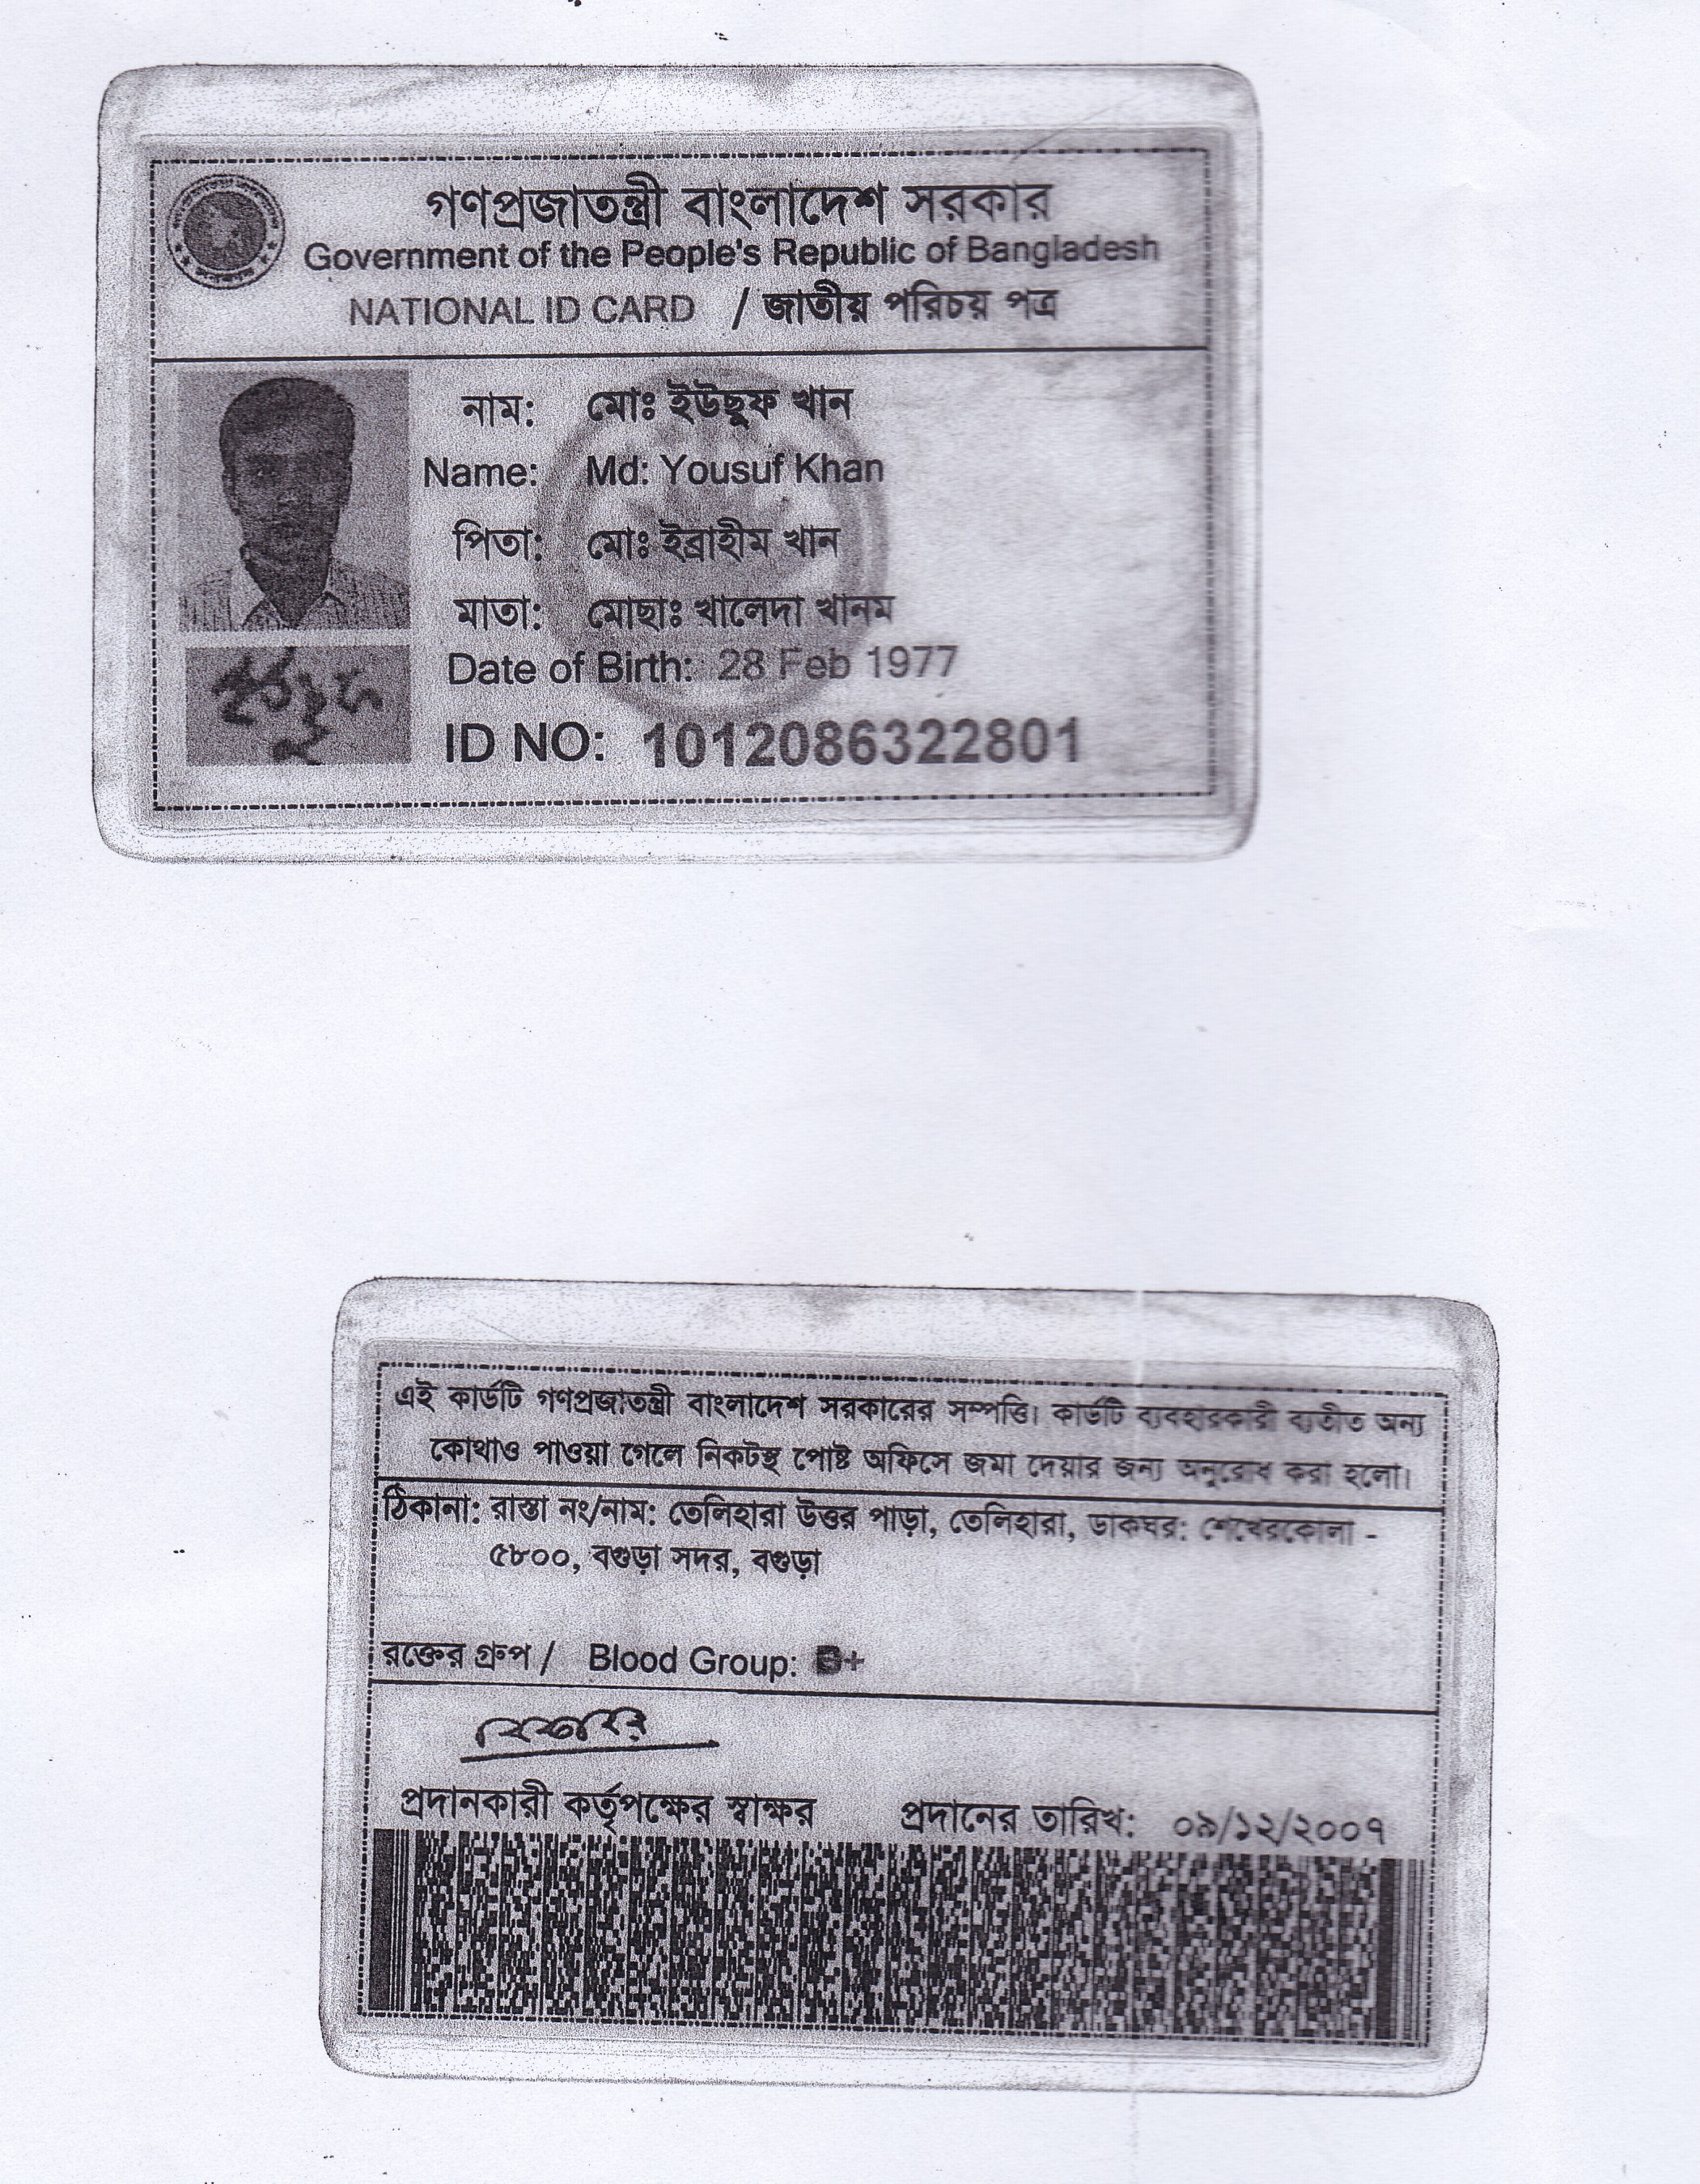 গণপ্রজাতন্ত্রী বাংলাদেশ সরকার
Government of the People's Republic of Bangladesh
NATIONAL ID CARD / জাতীয় পরিচয় পত্র
নাম: মোঃ ইউছুফ খান
Name: Md: Yousuf Khan
পিতা: মোঃ ইব্রাহীম খান
মাতা: মোছাঃ খালেদা খানম
Date of Birth: 28 Feb 1977
ID NO: 1012086322801
এই কার্ডটি গণপ্রজাতন্ত্রী বাংলাদেশ সরকারের সম্পত্তি। কার্ডটি ব্যবহারকারী ব্যতীত অন্য
কোথাও পাওয়া গেলে নিকটস্থ পোষ্ট অফিসে জমা দেয়ার জন্য অনুরোধ করা হলো।
ঠিকানা: রাস্তা নং/নাম: তেলিহারা উত্তর পাড়া, তেলিহারা, ডাকঘর: শেখেরকোলা -
৫৮০০, বগুড়া সদর, বগুড়া
রক্তের গ্রুপ / Blood Group: B+
প্রদানকারী কর্তৃপক্ষের স্বাক্ষর প্রদানের তারিখ: ০৯/১২/২০০৭